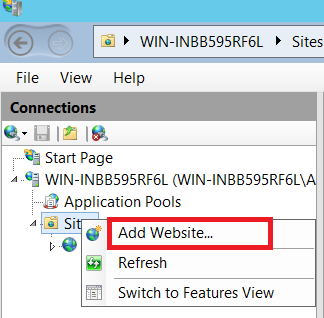 WIN-INBB595RF6L Sites
File View Help
Connections
Start Page
WIN-INBB595RF6L (WIN-INBB595RF6L\A
Application Pools
Sit
Add Website...
Refresh
Switch to Features View